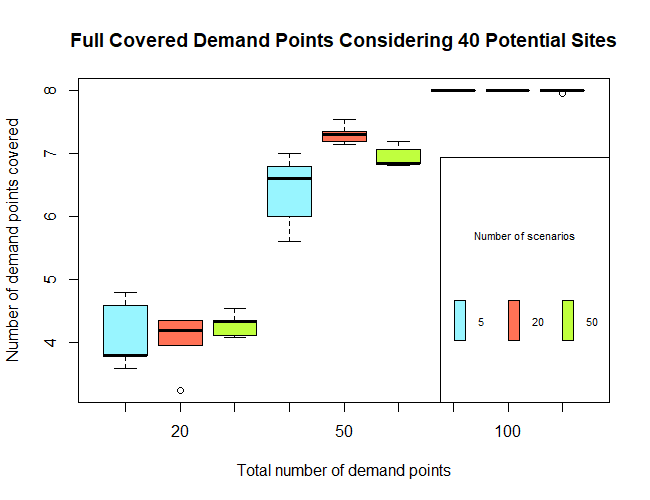 Full Covered Demand Points Considering 40 Potential Sites
Number of demand points covered
8
7
6
5
4
Number of scenarios
5 20 50
20 50 100
Total number of demand points